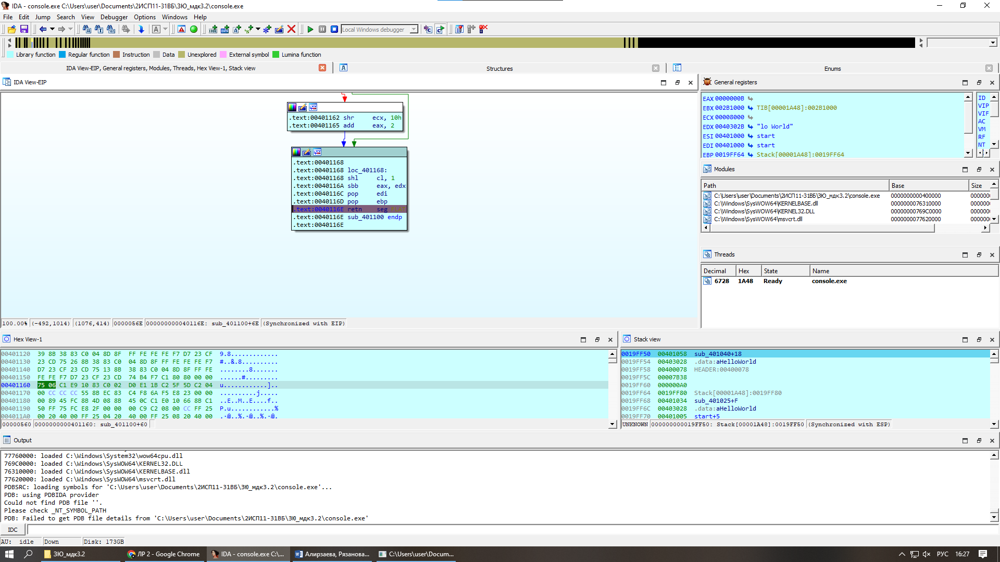 IDA - console.exe C:\Users\user\Documents\2ИСП11-31ВБ\ЗЮ_мдк3.2\console.exe
File Edit Jump Search View Debugger Options Windows Help
Local Windows debugger
Library function Regular function Instruction Data Unexplored External symbol Lumina function
IDA View-EIP, General registers, Modules, Threads, Hex View-1, Stack view
Structures
Enums
IDA View-EIP
.text:00401162 shr ecx, 10h
.text:00401165 add eax, 2
.text:00401168
.text:00401168 loc_401168:
.text:00401168 shl cl, 1
.text:0040116A sbb eax, edx
.text:0040116C pop edi
.text:0040116D pop ebp
.text:0040116E retn seg
.text:0040116E sub_401100 endp
.text:0040116E
100.00% (-492,1014) (1076,414) 0000056E 000000000040116E: sub_401100+6E (Synchronized with EIP)
General registers
EAX 0000000B
EBX 002B1000 TIB[00001A48]:002B1000
ECX 00008000
EDX 0040302B "lo World"
ESI 00401000 start
EDI 00401000 start
EBP 0019FF64 Stack[00001A48]:0019FF64
ID
VIP
VIF
AC
VM
RF
NT
Modules
Path Base Size
C:\Users\user\Documents\2ИСП11-31ВБ\ЗЮ_мдк3.2\console.exe 0000000000400000 000000
C:\Windows\SysWOW64\KERNELBASE.dll 0000000076310000 000000
C:\Windows\SysWOW64\KERNEL32.DLL 00000000769C0000 000000
C:\Windows\SysWOW64\msvcrt.dll 0000000077620000 000000
Threads
Decimal Hex State Name
6728 1A48 Ready console.exe
Hex View-1
00401120 39 8B 38 83 C0 04 8D 8F FF FE FE FE F7 D7 23 CF 9.8.............
00401130 23 CD 75 26 8B 38 83 C0 04 8D 8F FF FE FE FE F7 #..&.8..........
00401140 D7 23 CF 23 CD 75 13 8B 38 83 C0 04 8D 8F FF FE ........8.......
00401150 FE FE F7 D7 23 CF 23 CD 74 B4 F7 C1 80 80 00 00 ......#.........
00401160 75 06 C1 E9 10 83 C0 02 D0 E1 1B C2 5F 5D C2 04 u............]..
00401170 00 CC CC CC 55 8B EC 83 C4 F8 6A F5 E8 23 00 00 ..........j.....
00401180 00 89 45 FC 8B 4D 08 8B 45 0C C1 E0 10 66 8B C1 ..E..M..E....f..
00401190 50 FF 75 FC E8 2F 00 00 00 C9 C2 08 00 CC FF 25 P.u............%
004011A0 00 20 40 00 FF 25 04 20 40 00 FF 25 08 20 40 00 .·@..%.·@..%.·@.
00000560 0000000000401160: sub_401100+60
Stack view
0019FF50 00401058 sub_401040+18
0019FF54 00403028 .data:aHelloWorld
0019FF58 00400078 HEADER:00400078
0019FF5C 00007B38
0019FF60 000000A0
0019FF64 0019FF80 Stack[00001A48]:0019FF80
0019FF68 00401034 sub_401025+F
0019FF6C 00403028 .data:aHelloWorld
0019FF70 00401005 start+5
UNKNOWN 000000000019FF50: Stack[00001A48]:0019FF50 (Synchronized with ESP)
Output
77760000: loaded C:\Windows\System32\wow64cpu.dll
769C0000: loaded C:\Windows\SysWOW64\KERNEL32.DLL
76310000: loaded C:\Windows\SysWOW64\KERNELBASE.dll
77620000: loaded C:\Windows\SysWOW64\msvcrt.dll
PDBSRC: loading symbols for 'C:\Users\user\Documents\2ИСП11-31ВБ\ЗЮ_мдк3.2\console.exe'...
PDB: using PDBIDA provider
Could not find PDB file ''.
Please check _NT_SYMBOL_PATH
PDB: Failed to get PDB file details from 'C:\Users\user\Documents\2ИСП11-31ВБ\ЗЮ_мдк3.2\console.exe'
IDC
AU: idle Down Disk: 173GB
ЗЮ_мдк3.2
ЛР 2 - Google Chrome
IDA - console.exe C:\...
Алирзаева, Рязанова...
C:\Users\user\Docum...
РУС
16:27